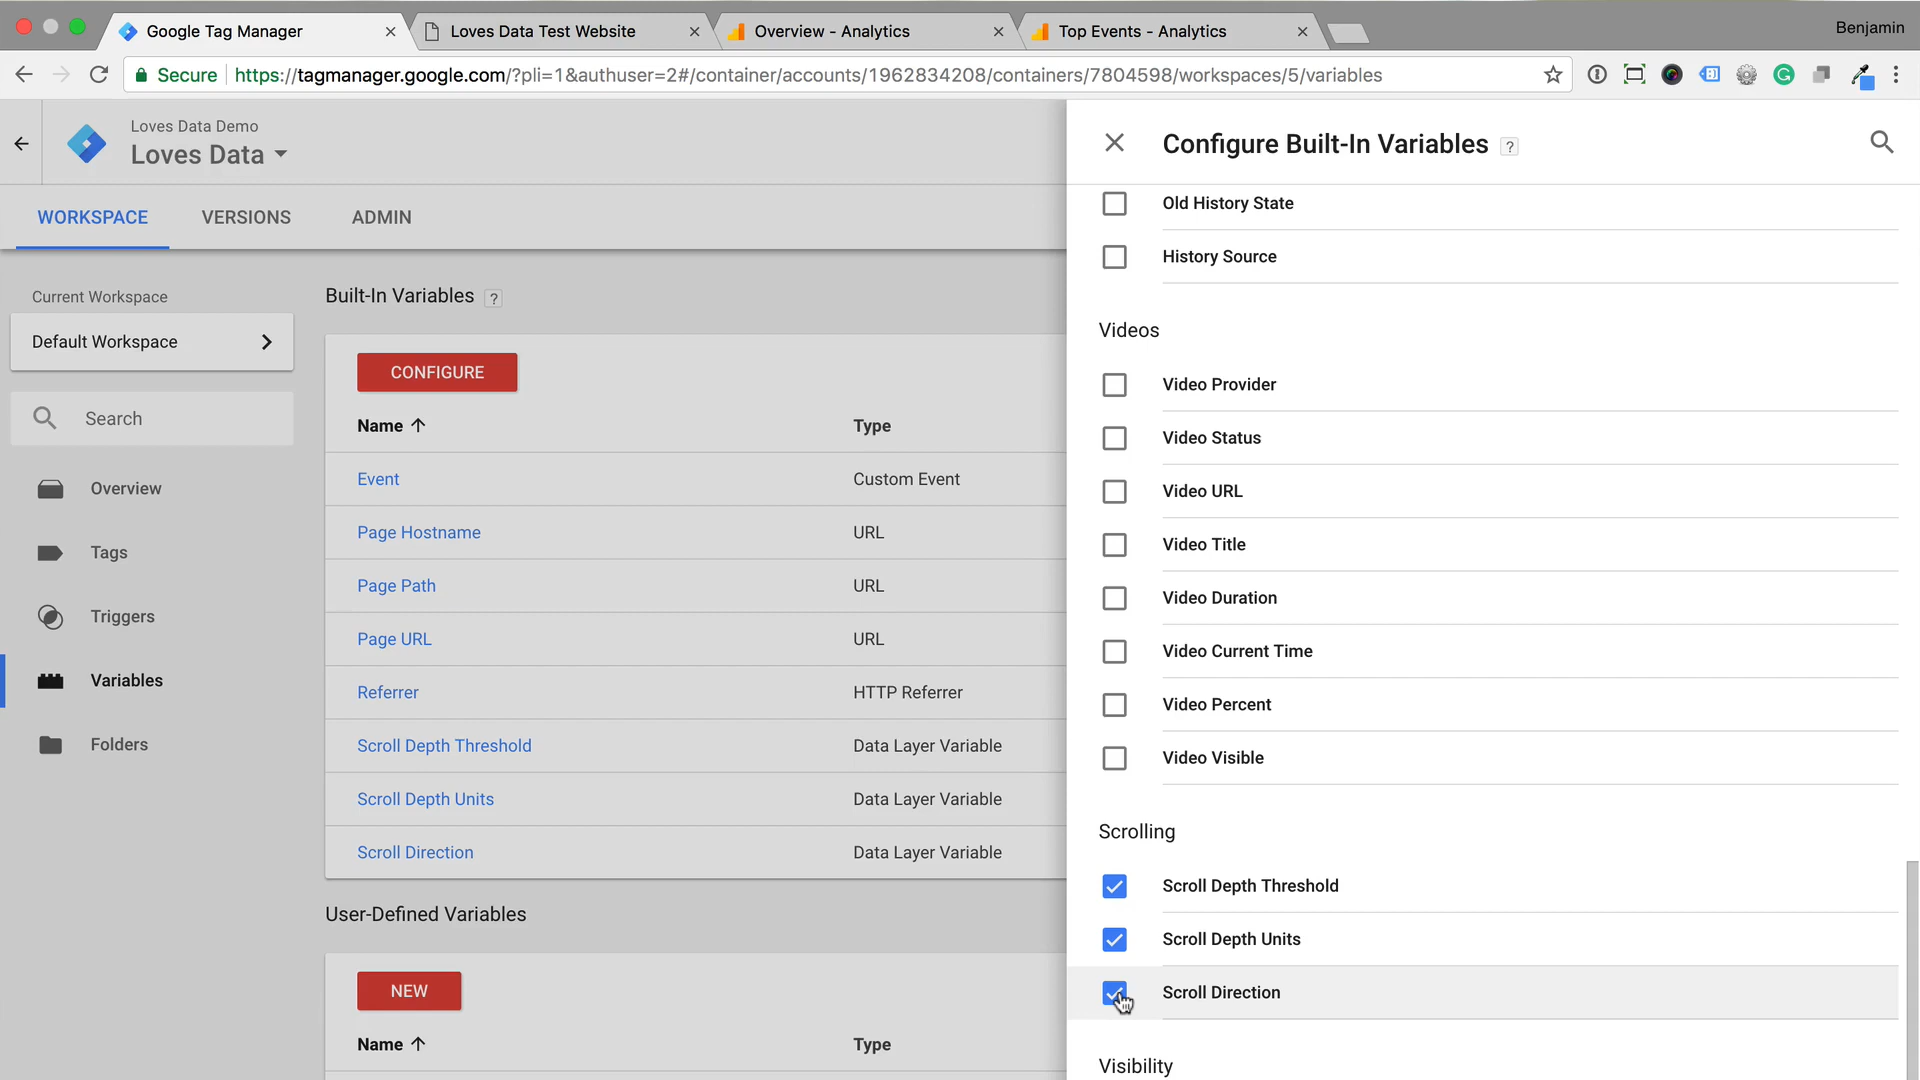 Google Tag Manager
Loves Data Test Website
Overview - Analytics
Top Events - Analytics
Benjamin
Secure
https://tagmanager.google.com/?pli=1&authuser=2#/container/accounts/1962834208/containers/7804598/workspaces/5/variables
Loves Data Demo
Loves Data
WORKSPACE
VERSIONS
ADMIN
Current Workspace
Default Workspace
Search
Overview
Tags
Triggers
Variables
Folders
Built-In Variables ?
CONFIGURE
Name Type
Event Custom Event
Page Hostname URL
Page Path URL
Page URL URL
Referrer HTTP Referrer
Scroll Depth Threshold Data Layer Variable
Scroll Depth Units Data Layer Variable
Scroll Direction Data Layer Variable
User-Defined Variables
NEW
Name Type
Configure Built-In Variables ?
Old History State
History Source
Videos
Video Provider
Video Status
Video URL
Video Title
Video Duration
Video Current Time
Video Percent
Video Visible
Scrolling
Scroll Depth Threshold
Scroll Depth Units
Scroll Direction
Visibility